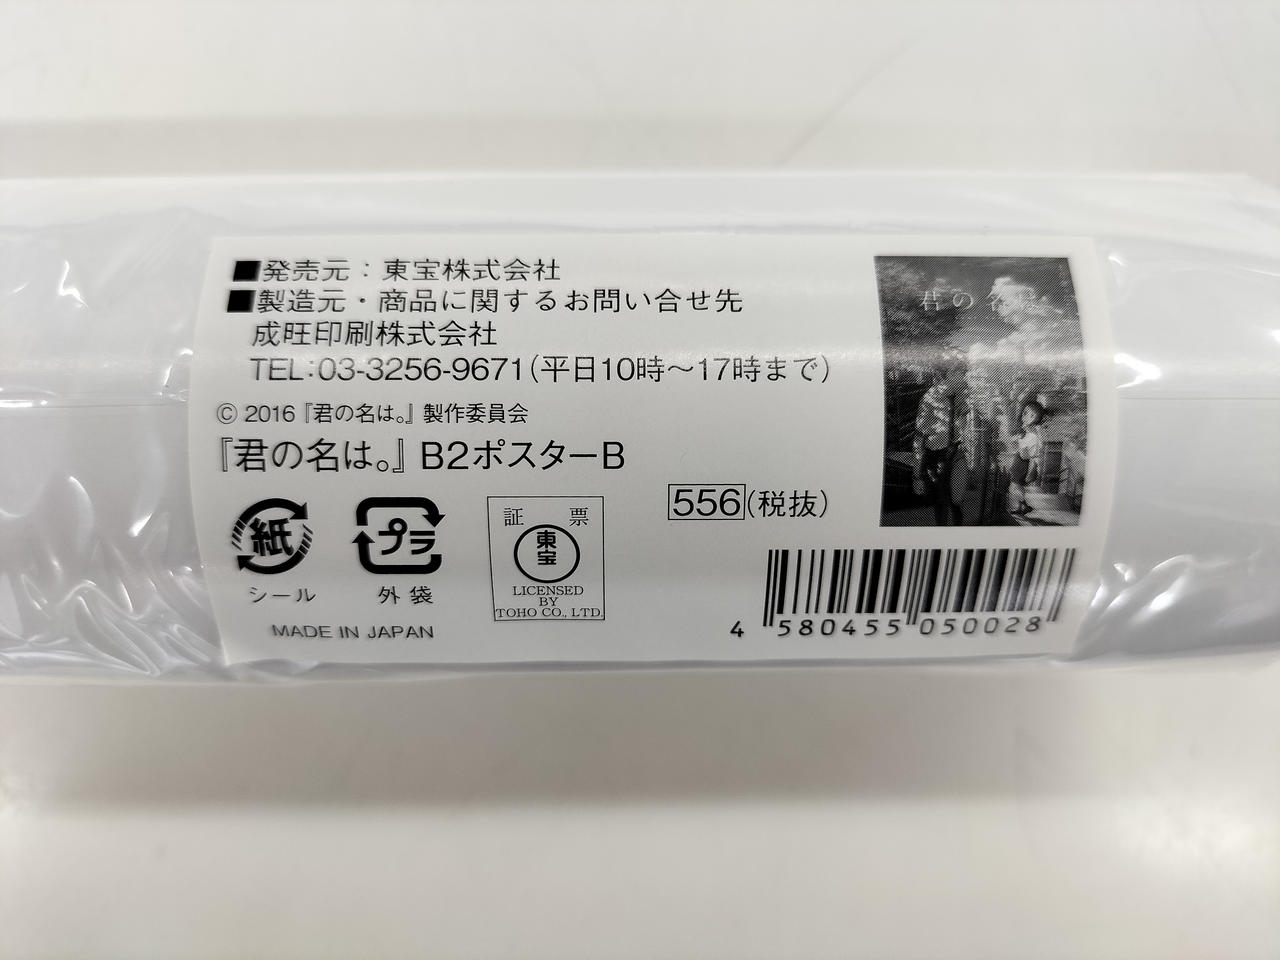 ■発売元：東宝株式会社
■製造元・商品に関するお問い合せ先
成旺印刷株式会社
TEL:03-3256-9671(平日10時～17時まで)
© 2016『君の名は。』製作委員会
『君の名は。』B2ポスターB
556(税抜)
紙
シール
プラ
外袋
証 票
東宝
LICENSED
BY
TOHO CO., LTD.
MADE IN JAPAN
君の名は。
4 580455 050028